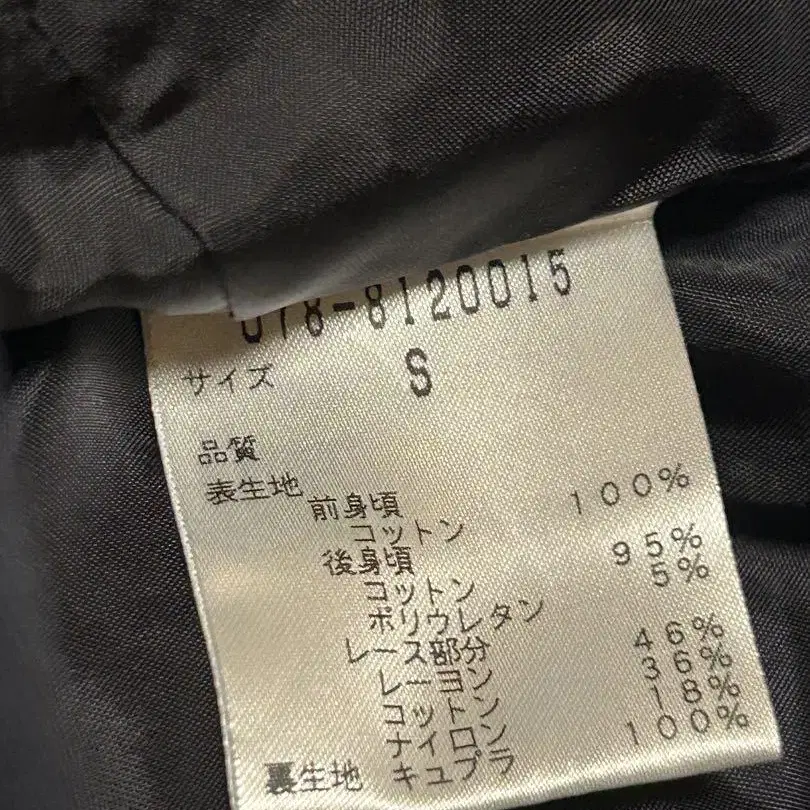 078-8120015
サイズ S
品質
表生地
前身頃
コットン 100%
後身頃
コットン 95%
ポリウレタン 5%
レース部分
レーヨン 46%
コットン 36%
ナイロン 18%
裏生地 キュプラ 100%